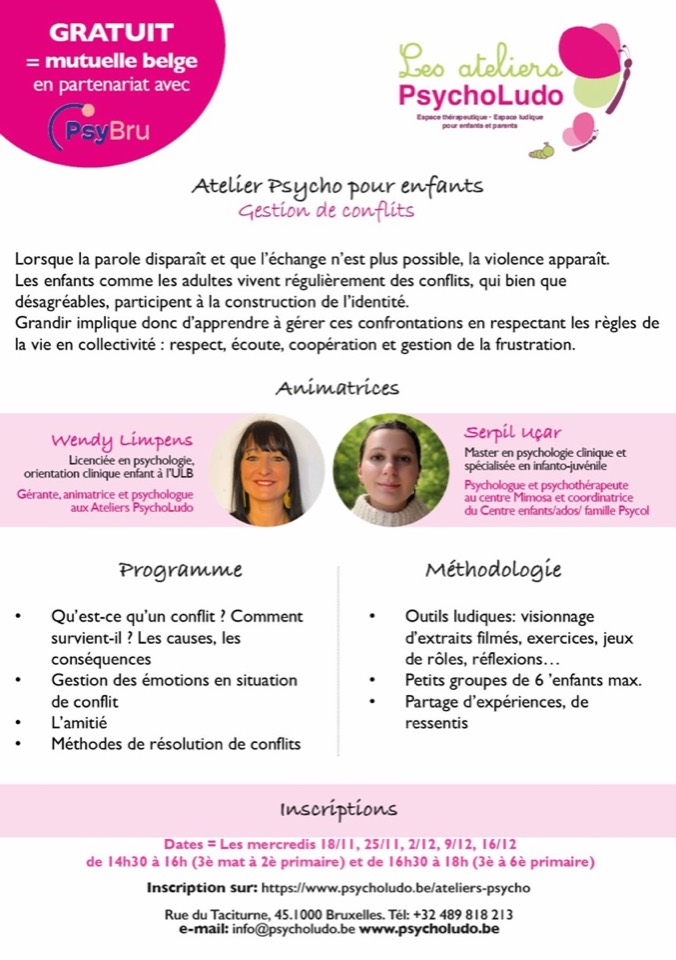 GRATUIT
= mutuelle belge
en partenariat avec
PsyBru
Les ateliers
PsychoLudo
Espace thérapeutique - Espace ludique
pour enfants et parents
Atelier Psycho pour enfants
Gestion de conflits
Lorsque la parole disparaît et que l'échange n'est plus possible, la violence apparaît.
Les enfants comme les adultes vivent régulièrement des conflits, qui bien que
désagréables, participent à la construction de l'identité.
Grandir implique donc d'apprendre à gérer ces confrontations en respectant les règles de
la vie en collectivité : respect, écoute, coopération et gestion de la frustration.
Animatrices
Wendy Limpens
Licenciée en psychologie,
orientation clinique enfant à l'ULB
Gérante, animatrice et psychologue
aux Ateliers PsychoLudo
Serpil Uçar
Master en psychologie clinique et
spécialisée en infanto-juvénile
Psychologue et psychothérapeute
au centre Mimosa et coordinatrice
du Centre enfants/ados/ famille Psycol
Programme
• Qu'est-ce qu'un conflit ? Comment
survient-il ? Les causes, les
conséquences
• Gestion des émotions en situation
de conflit
• L'amitié
• Méthodes de résolution de conflits
Méthodologie
• Outils ludiques: visionnage
d'extraits filmés, exercices, jeux
de rôles, réflexions…
• Petits groupes de 6 'enfants max.
• Partage d'expériences, de
ressentis
Inscriptions
Dates = Les mercredis 18/11, 25/11, 2/12, 9/12, 16/12
de 14h30 à 16h (3è mat à 2è primaire) et de 16h30 à 18h (3è à 6è primaire)
Inscription sur: https://www.psycholudo.be/ateliers-psycho
Rue du Taciturne, 45.1000 Bruxelles. Tél: +32 489 818 213
e-mail: info@psycholudo.be www.psycholudo.be